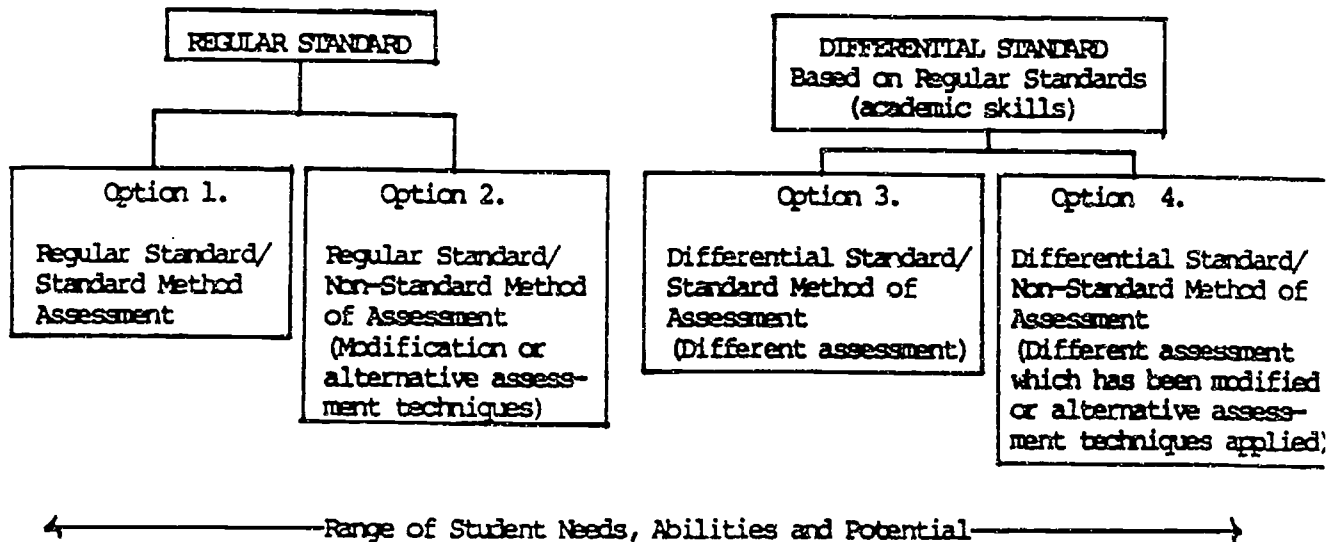 REGULAR STANDARD
DIFFERENTIAL STANDARD
Based on Regular Standards
(academic skills)
Option 1.
Regular Standard/
Standard Method
Assessment
Option 2.
Regular Standard/
Non-Standard Method
of Assessment
(Modification or
alternative assess-
ment techniques)
Option 3.
Differential Standard/
Standard Method of
Assessment
(Different assessment)
Option 4.
Differential Standard/
Non-Standard Method of
Assessment
(Different assessment
which has been modified
or alternative assess-
ment techniques applied)
Range of Student Needs, Abilities and Potential